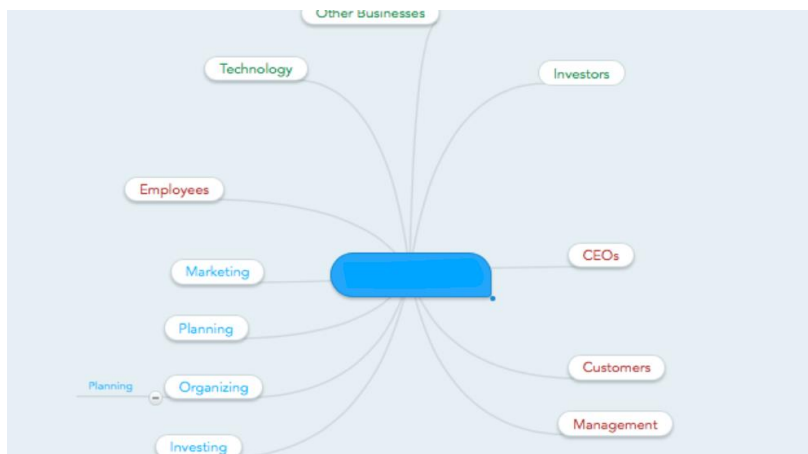 Other Businesses
Technology
Investors
Employees
CEOs
Marketing
Planning
Customers
Planning
Organizing
Management
Investing